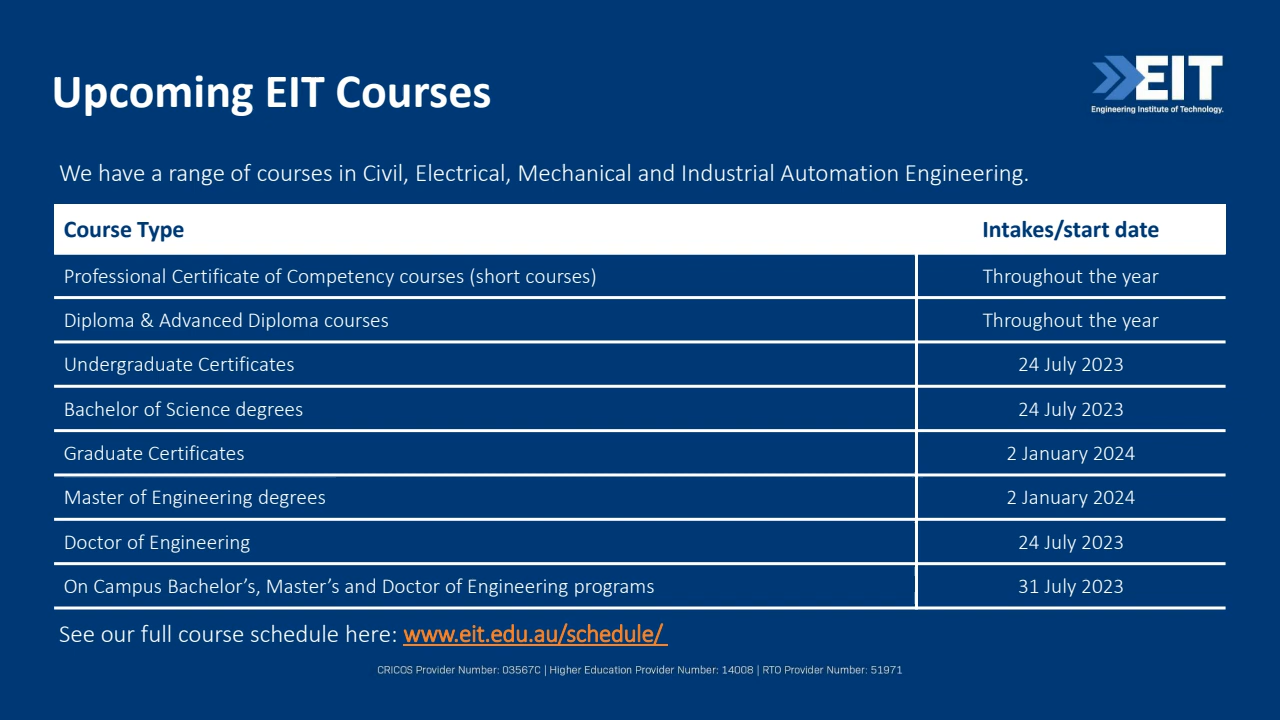 Upcoming EIT Courses
EIT
Engineering Institute of Technology.
We have a range of courses in Civil, Electrical, Mechanical and Industrial Automation Engineering.
Course Type Intakes/start date
Professional Certificate of Competency courses (short courses) Throughout the year
Diploma & Advanced Diploma courses Throughout the year
Undergraduate Certificates 24 July 2023
Bachelor of Science degrees 24 July 2023
Graduate Certificates 2 January 2024
Master of Engineering degrees 2 January 2024
Doctor of Engineering 24 July 2023
On Campus Bachelor’s, Master’s and Doctor of Engineering programs 31 July 2023
See our full course schedule here: www.eit.edu.au/schedule/
CRICOS Provider Number: 03567C | Higher Education Provider Number: 14008 | RTO Provider Number: 51971